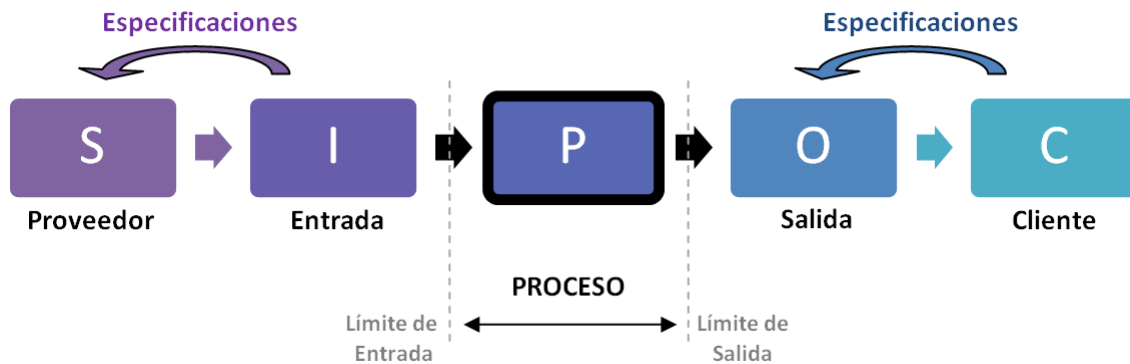 Especificaciones
Especificaciones
S
I
P
O
C
Proveedor
Entrada
Salida
Cliente
PROCESO
Límite de
Entrada
Límite de
Salida